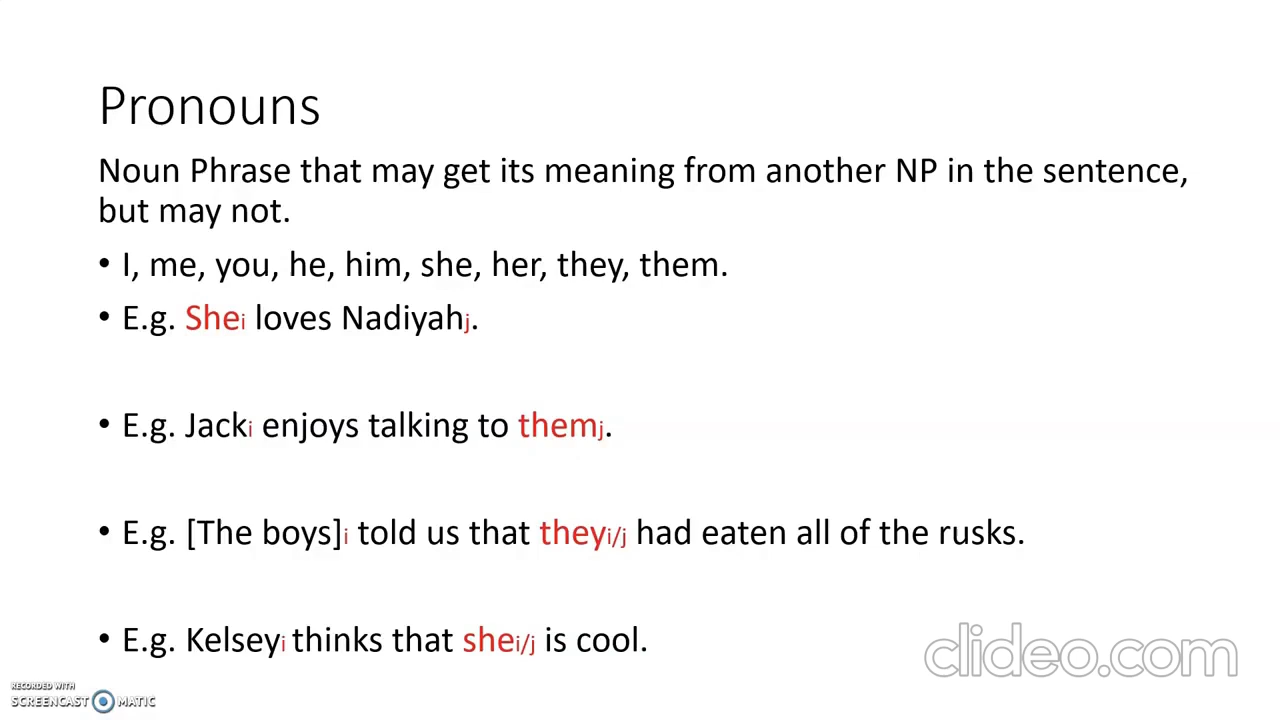 Pronouns
Noun Phrase that may get its meaning from another NP in the sentence,
but may not.
• I, me, you, he, him, she, her, they, them.
• E.g. Sheᵢ loves Nadiyahⱼ.
• E.g. Jackᵢ enjoys talking to themⱼ.
• E.g. [The boys]ᵢ told us that theyᵢ/ⱼ had eaten all of the rusks.
• E.g. Kelseyᵢ thinks that sheᵢ/ⱼ is cool.
clideo.com
RECORDED WITH
SCREENCAST MATIC